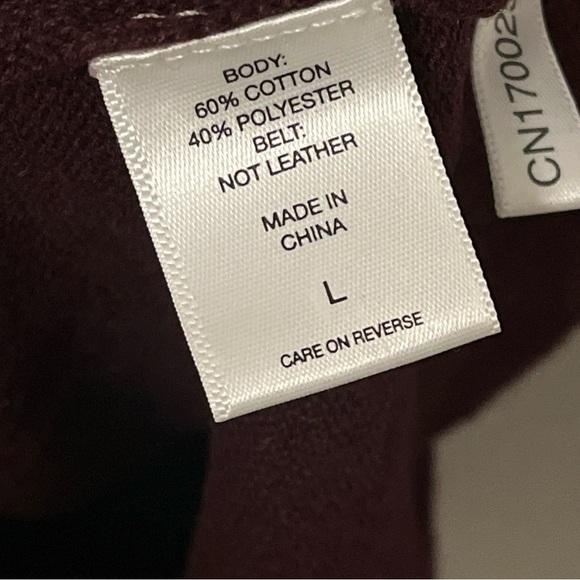 BODY:
60% COTTON
40% POLYESTER
BELT:
NOT LEATHER
MADE IN
CHINA
L
CARE ON REVERSE